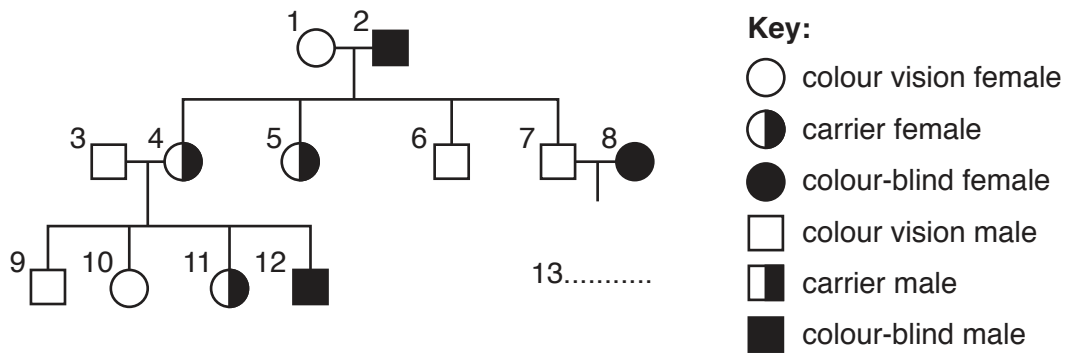 1 2
3 4 5 6 7 8
9 10 11 12 13...........
Key:
colour vision female
carrier female
colour-blind female
colour vision male
carrier male
colour-blind male